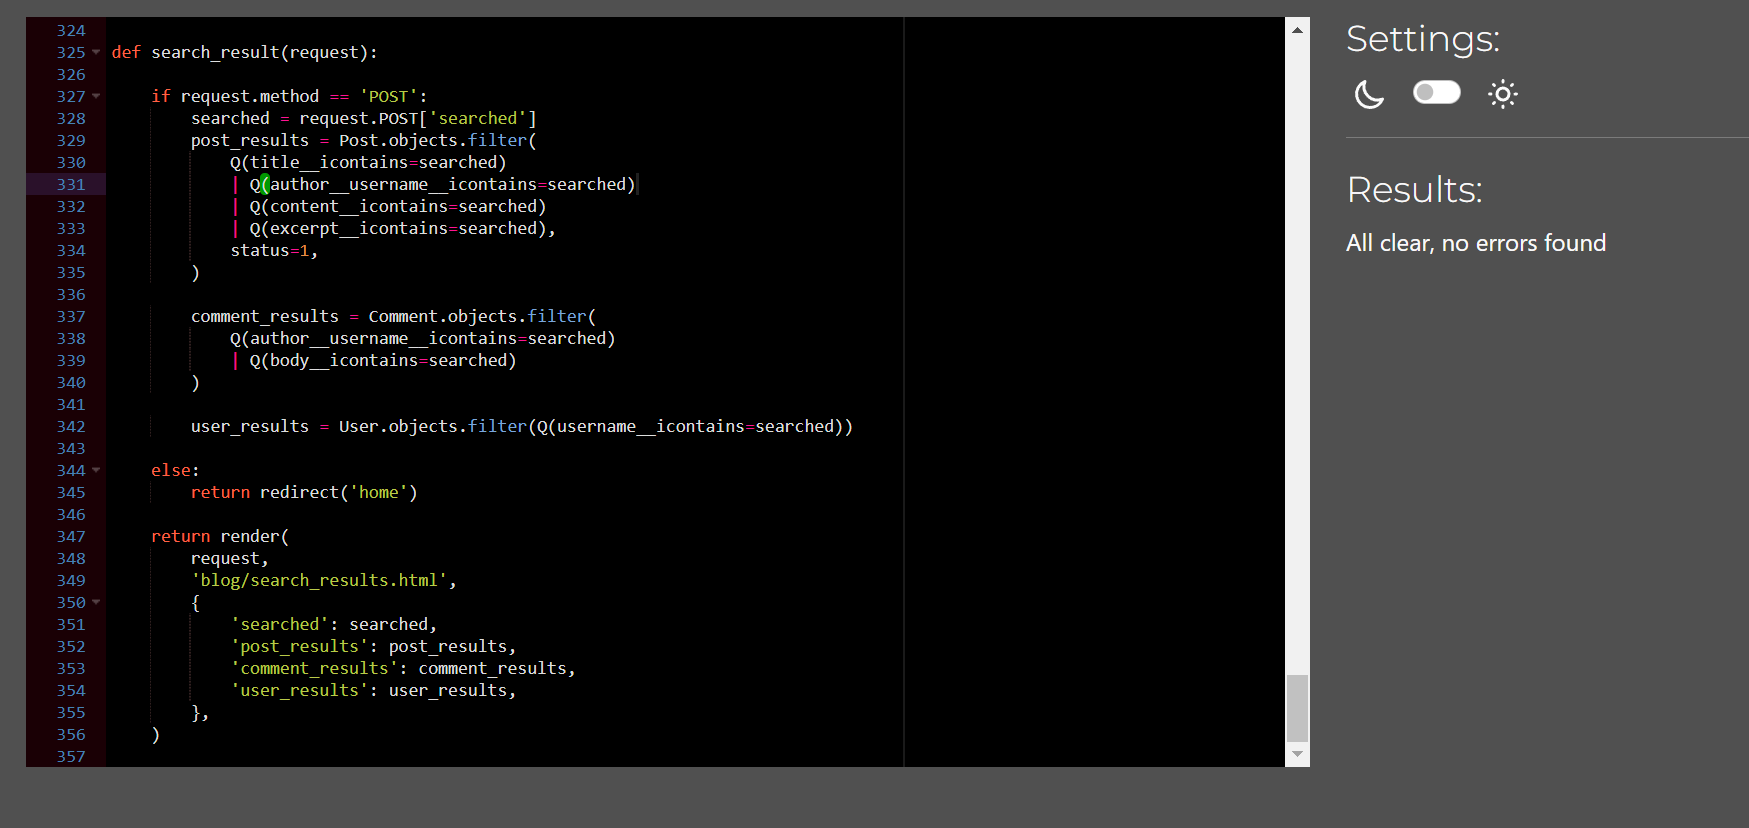 324
325 def search_result(request):
326
327     if request.method == 'POST':
328         searched = request.POST['searched']
329         post_results = Post.objects.filter(
330             Q(title__icontains=searched)
331             | Q(author__username__icontains=searched)
332             | Q(content__icontains=searched)
333             | Q(excerpt__icontains=searched),
334             status=1,
335         )
336
337         comment_results = Comment.objects.filter(
338             Q(author__username__icontains=searched)
339             | Q(body__icontains=searched)
340         )
341
342         user_results = User.objects.filter(Q(username__icontains=searched))
343
344     else:
345         return redirect('home')
346
347     return render(
348         request,
349         'blog/search_results.html',
350         {
351             'searched': searched,
352             'post_results': post_results,
353             'comment_results': comment_results,
354             'user_results': user_results,
355         },
356     )
357
Settings:
Results:
All clear, no errors found